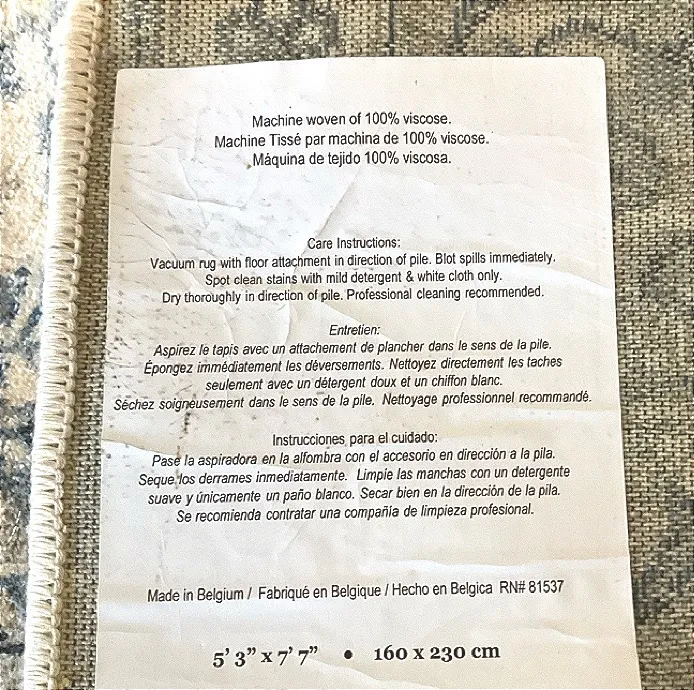 Machine woven of 100% viscose.
Machine Tissé par machina de 100% viscose.
Máquina de tejido 100% viscosa.
Care Instructions:
Vacuum rug with floor attachment in direction of pile. Blot spills immediately.
Spot clean stains with mild detergent & white cloth only.
Dry thoroughly in direction of pile. Professional cleaning recommended.
Entretien:
Aspirez le tapis avec un attachement de plancher dans le sens de la pile.
Épongez immédiatement les déversements. Nettoyez directement les taches
seulement avec un détergent doux et un chiffon blanc.
Séchez soigneusement dans le sens de la pile. Nettoyage professionnel recommandé.
Instrucciones para el cuidado:
Pase la aspiradora en la alfombra con el accesorio en dirección a la pila.
Seque los derrames inmediatamente. Limpie las manchas con un detergente
suave y únicamente un paño blanco. Secar bien en la dirección de la pila.
Se recomienda contratar una compañía de limpieza profesional.
Made in Belgium / Fabriqué en Belgique / Hecho en Belgica RN# 81537
5' 3" x 7' 7" • 160 x 230 cm